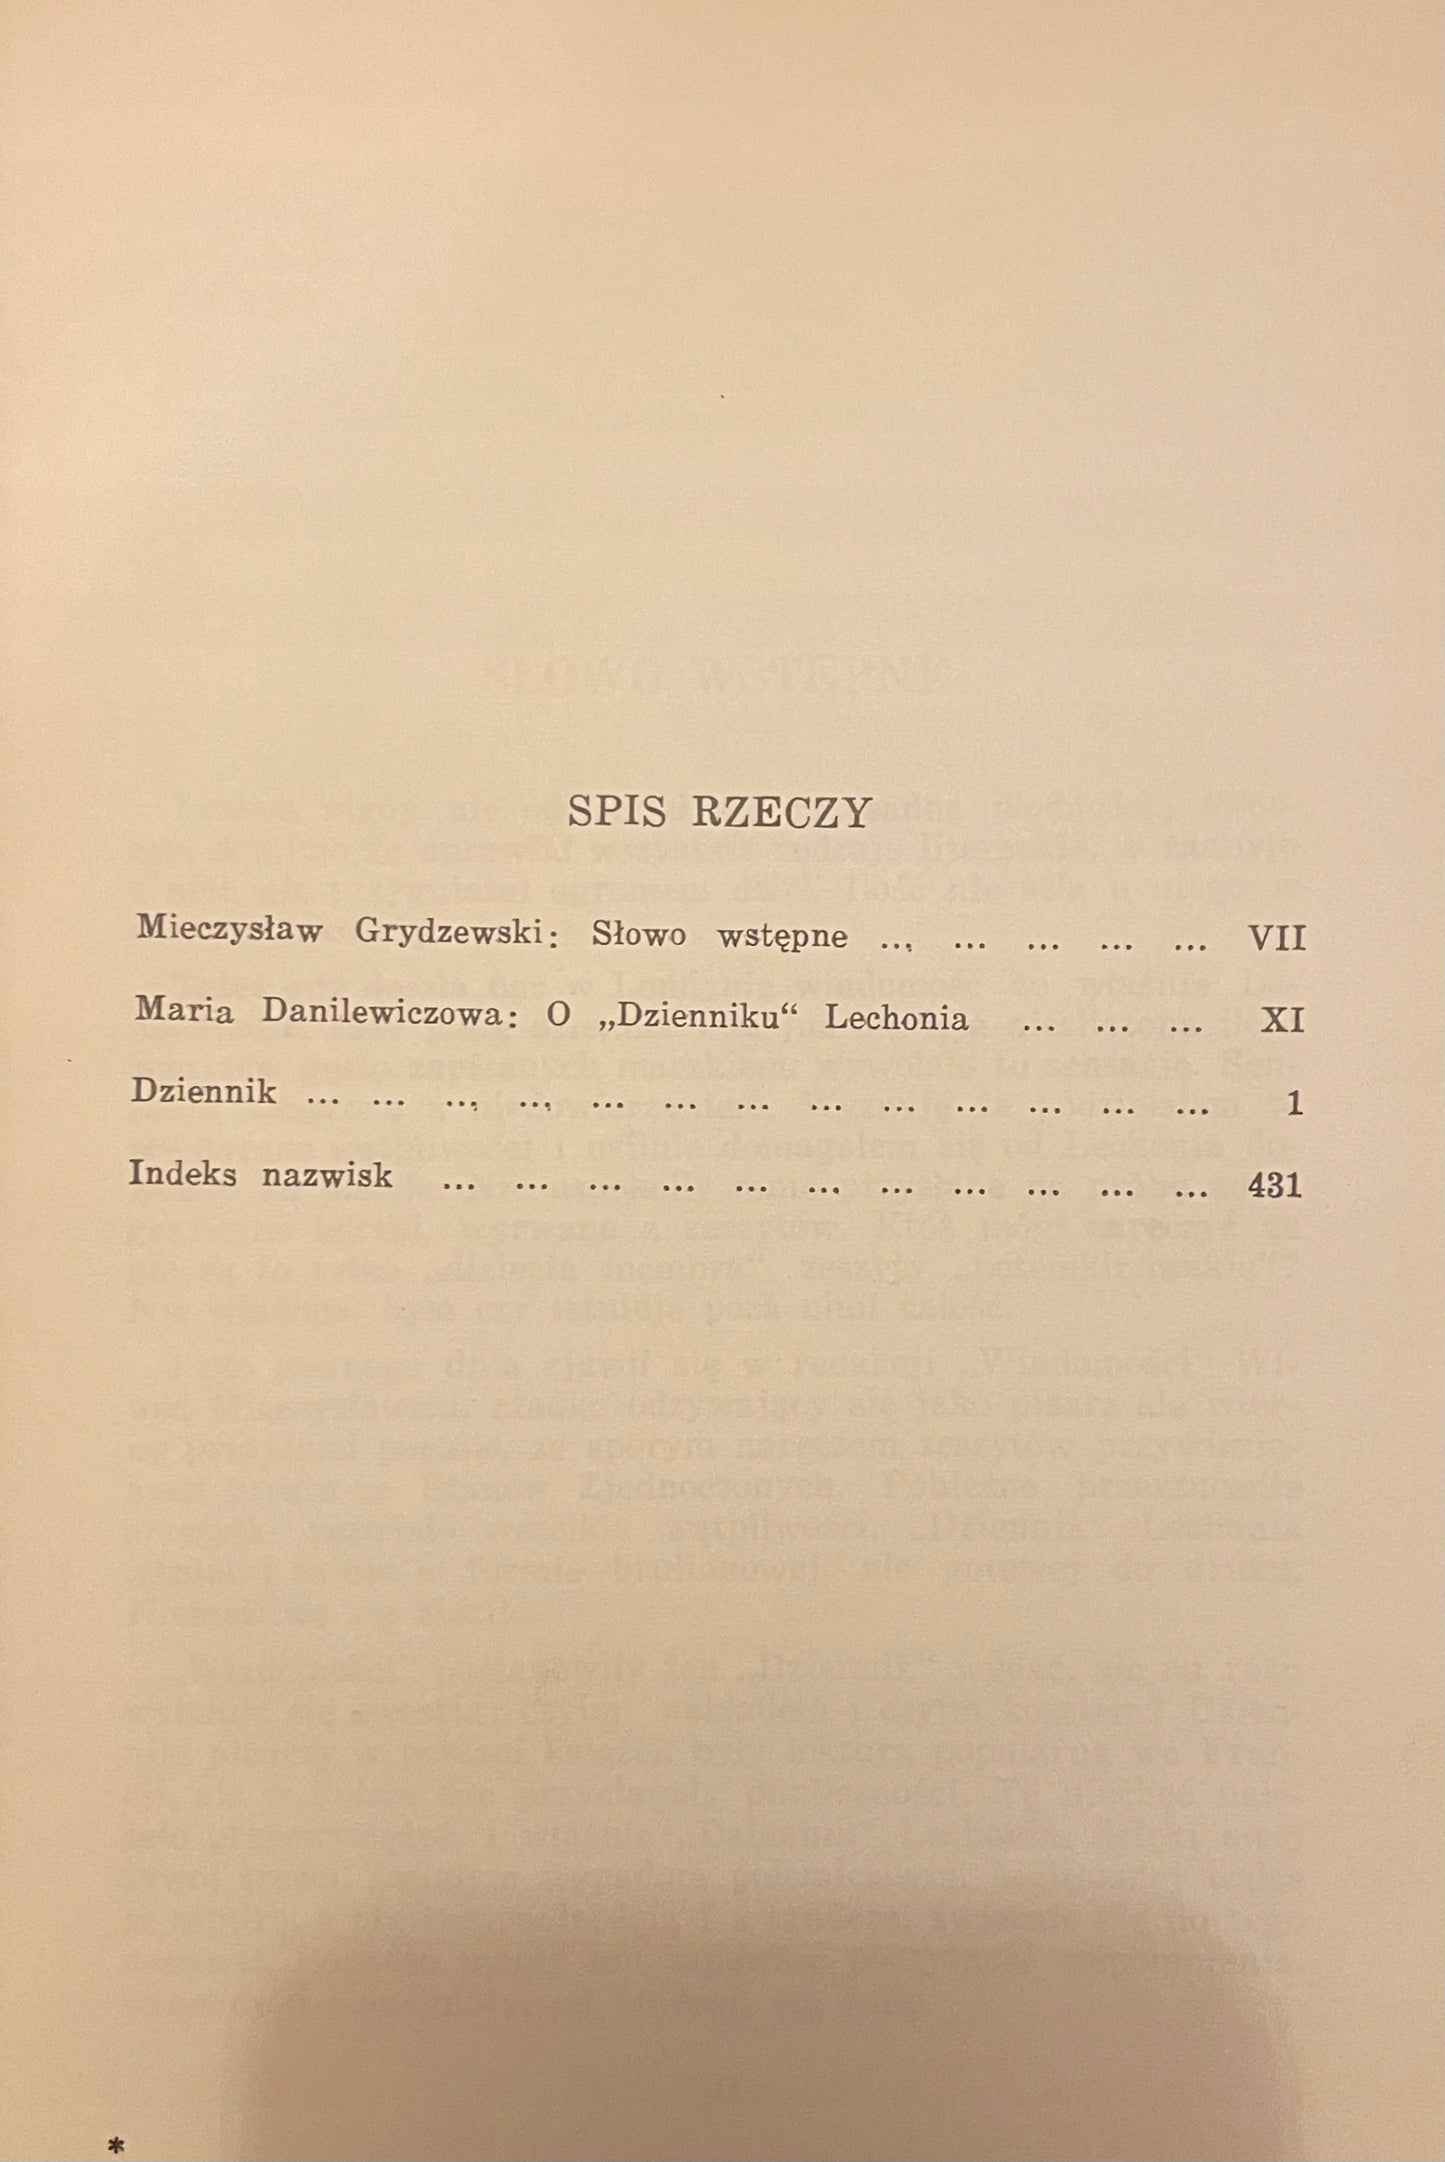 SPIS RZECZY
Mieczysław Grydzewski: Słowo wstępne ... ... ... ... ... VII
Maria Danilewiczowa: O „Dzienniku“ Lechonia ... ... ... XI
Dziennik ... ... ... ... ... ... ... ... ... ... ... ... ... 1
Indeks nazwisk ... ... ... ... ... ... ... ... ... ... ... 431
*